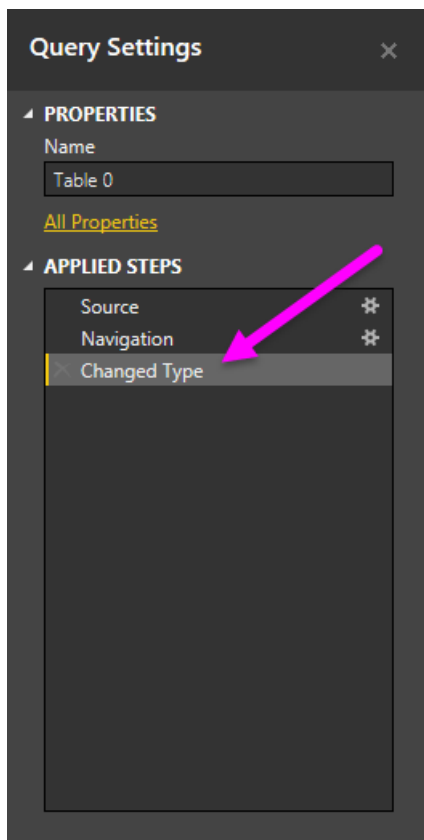 Query Settings
PROPERTIES
Name
Table 0
All Properties
APPLIED STEPS
Source
Navigation
Changed Type